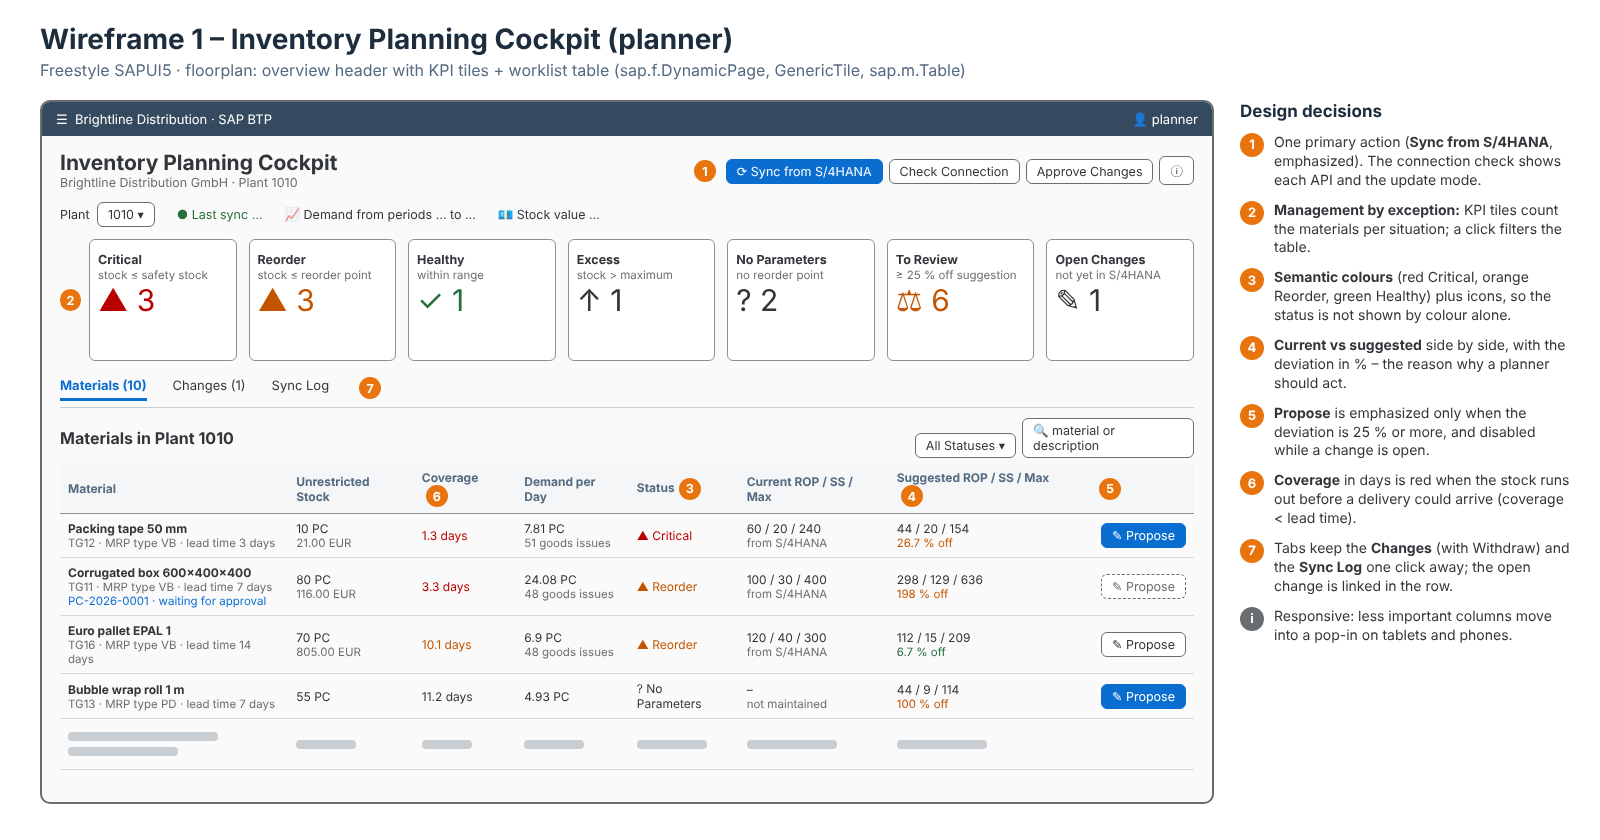 Wireframe 1 – Inventory Planning Cockpit (planner)
Freestyle SAPUI5 · floorplan: overview header with KPI tiles + worklist table (sap.f.DynamicPage, GenericTile, sap.m.Table)
☰ Brightline Distribution · SAP BTP
👤 planner
Inventory Planning Cockpit
Brightline Distribution GmbH · Plant 1010
1
⟳ Sync from S/4HANA
Check Connection
Approve Changes
ⓘ
Plant
1010 ▾
● Last sync ...
📈 Demand from periods ... to ...
💶 Stock value ...
2
Critical
stock ≤ safety stock
▲ 3
Reorder
stock ≤ reorder point
▲ 3
Healthy
within range
✓ 1
Excess
stock > maximum
↑ 1
No Parameters
no reorder point
? 2
To Review
≥ 25 % off suggestion
⚖ 6
Open Changes
not yet in S/4HANA
✎ 1
Materials (10)
Changes (1)
Sync Log
7
Materials in Plant 1010
All Statuses ▾
🔍 material or
description
Material
Unrestricted
Stock
Coverage
6
Demand per
Day
Status 3
Current ROP / SS /
Max
Suggested ROP / SS / Max
4
5
Packing tape 50 mm
TG12 · MRP type VB · lead time 3 days
10 PC
21.00 EUR
1.3 days
7.81 PC
51 goods issues
▲ Critical
60 / 20 / 240
from S/4HANA
44 / 20 / 154
26.7 % off
✎ Propose
Corrugated box 600×400×400
TG11 · MRP type VB · lead time 7 days
PC-2026-0001 · waiting for approval
80 PC
116.00 EUR
3.3 days
24.08 PC
48 goods issues
▲ Reorder
100 / 30 / 400
from S/4HANA
298 / 129 / 636
198 % off
✎ Propose
Euro pallet EPAL 1
TG16 · MRP type VB · lead time 14
days
70 PC
805.00 EUR
10.1 days
6.9 PC
48 goods issues
▲ Reorder
120 / 40 / 300
from S/4HANA
112 / 15 / 209
6.7 % off
✎ Propose
Bubble wrap roll 1 m
TG13 · MRP type PD · lead time 7 days
55 PC
11.2 days
4.93 PC
? No
Parameters
–
not maintained
44 / 9 / 114
100 % off
✎ Propose
Design decisions
1
One primary action (Sync from S/4HANA,
emphasized). The connection check shows
each API and the update mode.
2
Management by exception: KPI tiles count
the materials per situation; a click filters the
table.
3
Semantic colours (red Critical, orange
Reorder, green Healthy) plus icons, so the
status is not shown by colour alone.
4
Current vs suggested side by side, with the
deviation in % – the reason why a planner
should act.
5
Propose is emphasized only when the
deviation is 25 % or more, and disabled
while a change is open.
6
Coverage in days is red when the stock runs
out before a delivery could arrive (coverage
< lead time).
7
Tabs keep the Changes (with Withdraw) and
the Sync Log one click away; the open
change is linked in the row.
i
Responsive: less important columns move
into a pop-in on tablets and phones.